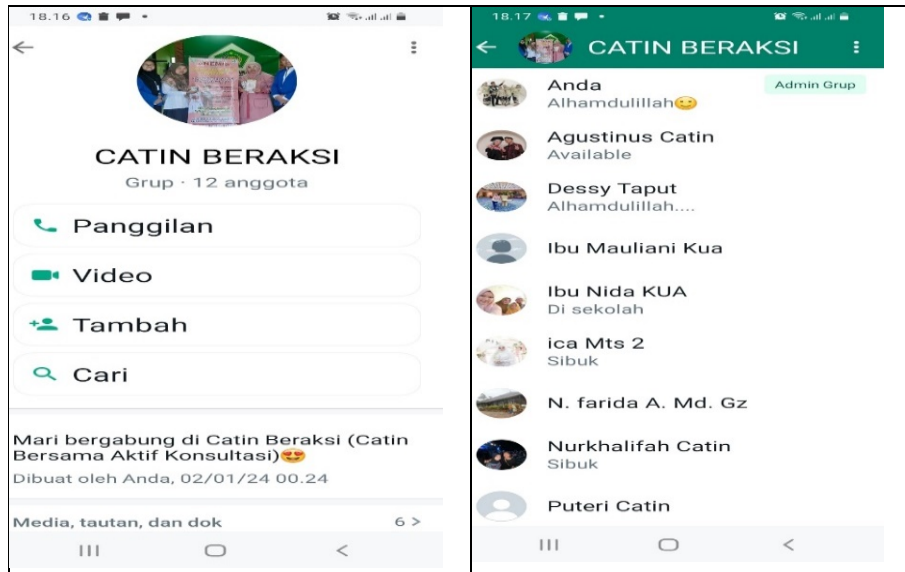 18.16
CATIN BERAKSI
Grup · 12 anggota
Panggilan
Video
Tambah
Cari
Mari bergabung di Catin Beraksi (Catin
Bersama Aktif Konsultasi)😍
Dibuat oleh Anda, 02/01/24 00.24
Media, tautan, dan dok 6 >
18.17
CATIN BERAKSI
Anda Admin Grup
Alhamdulillah😊
Agustinus Catin
Available
Dessy Taput
Alhamdulillah....
Ibu Mauliani Kua
Ibu Nida KUA
Di sekolah
ica Mts 2
Sibuk
N. farida A. Md. Gz
Nurkhalifah Catin
Sibuk
Puteri Catin